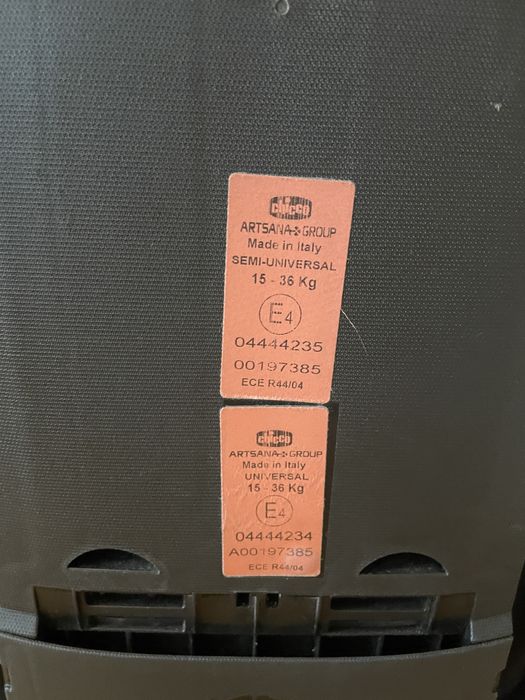 chicco
ARTSANA GROUP
Made in Italy
SEMI-UNIVERSAL
15 - 36 Kg
E4
04444235
00197385
ECE R44/04
chicco
ARTSANA GROUP
Made in Italy
UNIVERSAL
15 - 36 Kg
E4
04444234
A00197385
ECE R44/04